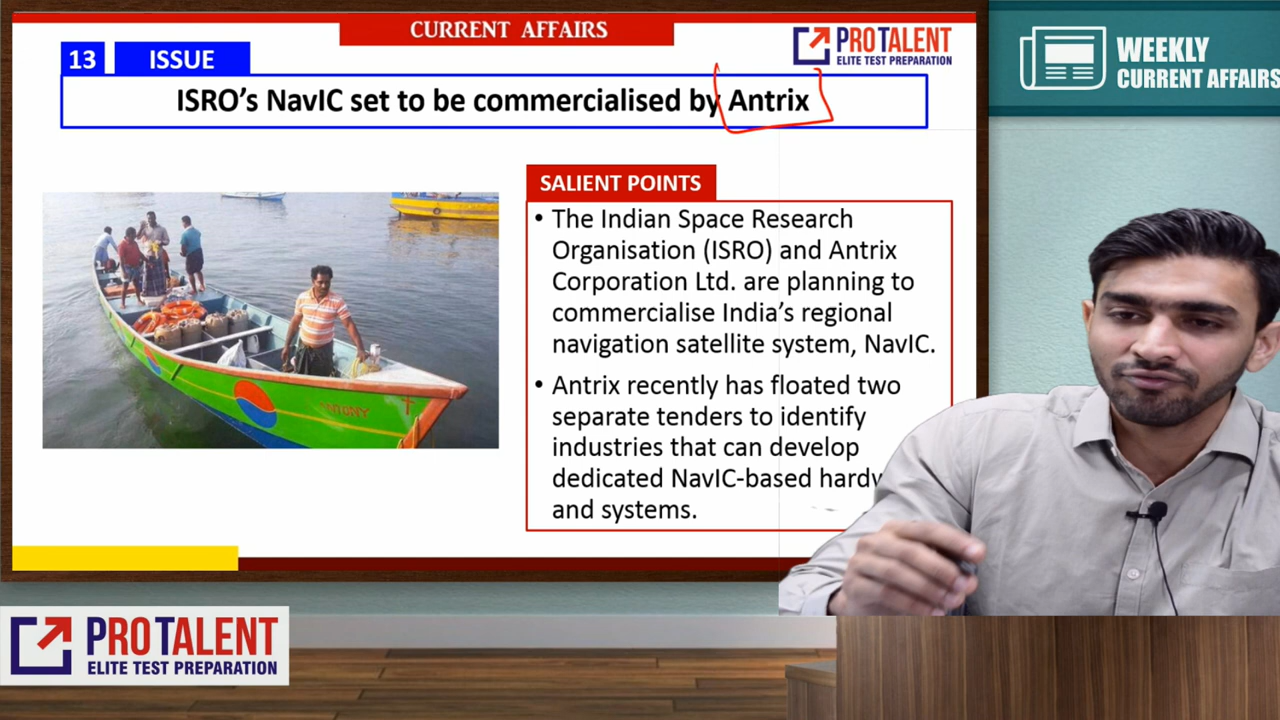 CURRENT AFFAIRS
PROTALENT
ELITE TEST PREPARATION
WEEKLY
CURRENT AFFAIRS
13
ISSUE
ISRO’s NavIC set to be commercialised by Antrix
SALIENT POINTS
• The Indian Space Research
Organisation (ISRO) and Antrix
Corporation Ltd. are planning to
commercialise India’s regional
navigation satellite system, NavIC.
• Antrix recently has floated two
separate tenders to identify
industries that can develop
dedicated NavIC-based
and systems.
PROTALENT
ELITE TEST PREPARATION